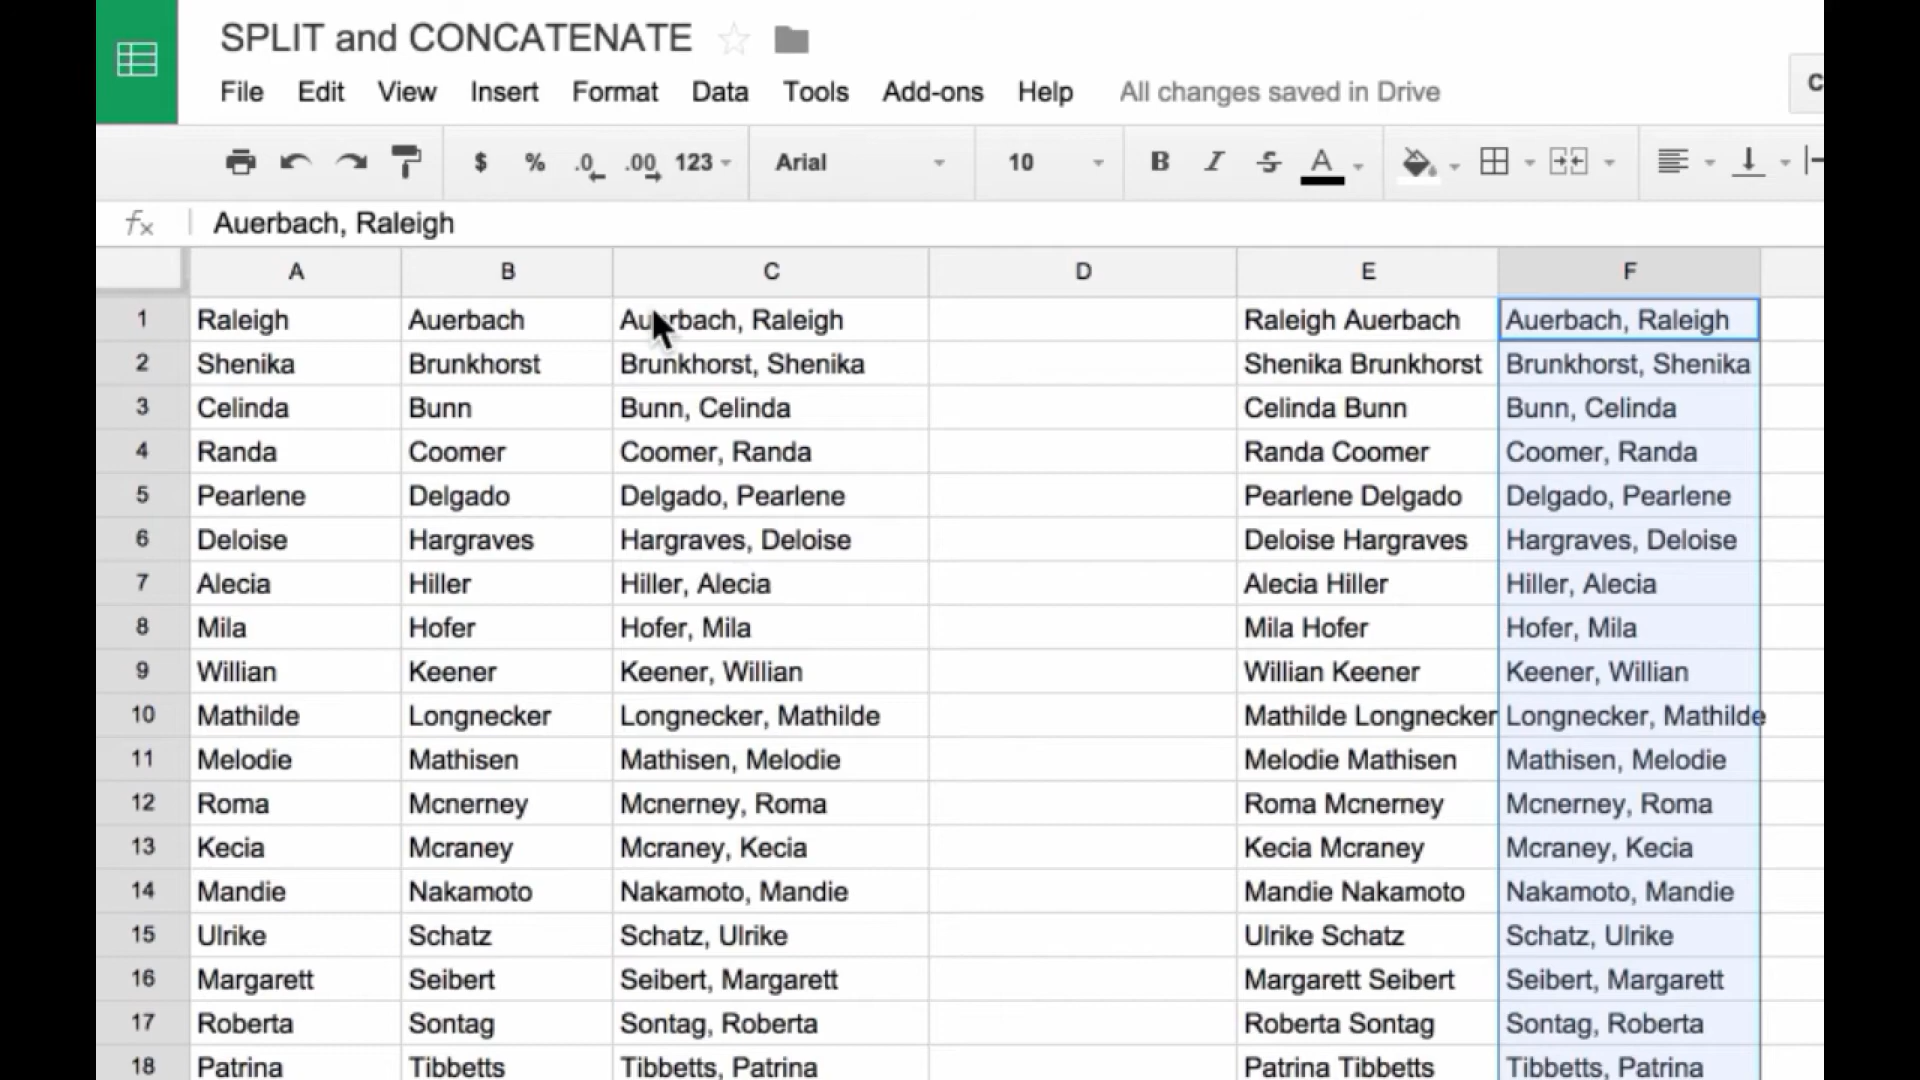 SPLIT and CONCATENATE
File Edit View Insert Format Data Tools Add-ons Help All changes saved in Drive
$ % .0 .00 123 Arial 10 B I S A
fx Auerbach, Raleigh
A B C D E F
1 Raleigh Auerbach Auerbach, Raleigh Raleigh Auerbach Auerbach, Raleigh
2 Shenika Brunkhorst Brunkhorst, Shenika Shenika Brunkhorst Brunkhorst, Shenika
3 Celinda Bunn Bunn, Celinda Celinda Bunn Bunn, Celinda
4 Randa Coomer Coomer, Randa Randa Coomer Coomer, Randa
5 Pearlene Delgado Delgado, Pearlene Pearlene Delgado Delgado, Pearlene
6 Deloise Hargraves Hargraves, Deloise Deloise Hargraves Hargraves, Deloise
7 Alecia Hiller Hiller, Alecia Alecia Hiller Hiller, Alecia
8 Mila Hofer Hofer, Mila Mila Hofer Hofer, Mila
9 Willian Keener Keener, Willian Willian Keener Keener, Willian
10 Mathilde Longnecker Longnecker, Mathilde Mathilde Longnecker Longnecker, Mathilde
11 Melodie Mathisen Mathisen, Melodie Melodie Mathisen Mathisen, Melodie
12 Roma Mcnerney Mcnerney, Roma Roma Mcnerney Mcnerney, Roma
13 Kecia Mcraney Mcraney, Kecia Kecia Mcraney Mcraney, Kecia
14 Mandie Nakamoto Nakamoto, Mandie Mandie Nakamoto Nakamoto, Mandie
15 Ulrike Schatz Schatz, Ulrike Ulrike Schatz Schatz, Ulrike
16 Margarett Seibert Seibert, Margarett Margarett Seibert Seibert, Margarett
17 Roberta Sontag Sontag, Roberta Roberta Sontag Sontag, Roberta
18 Patrina Tibbetts Tibbetts, Patrina Patrina Tibbetts Tibbetts, Patrina